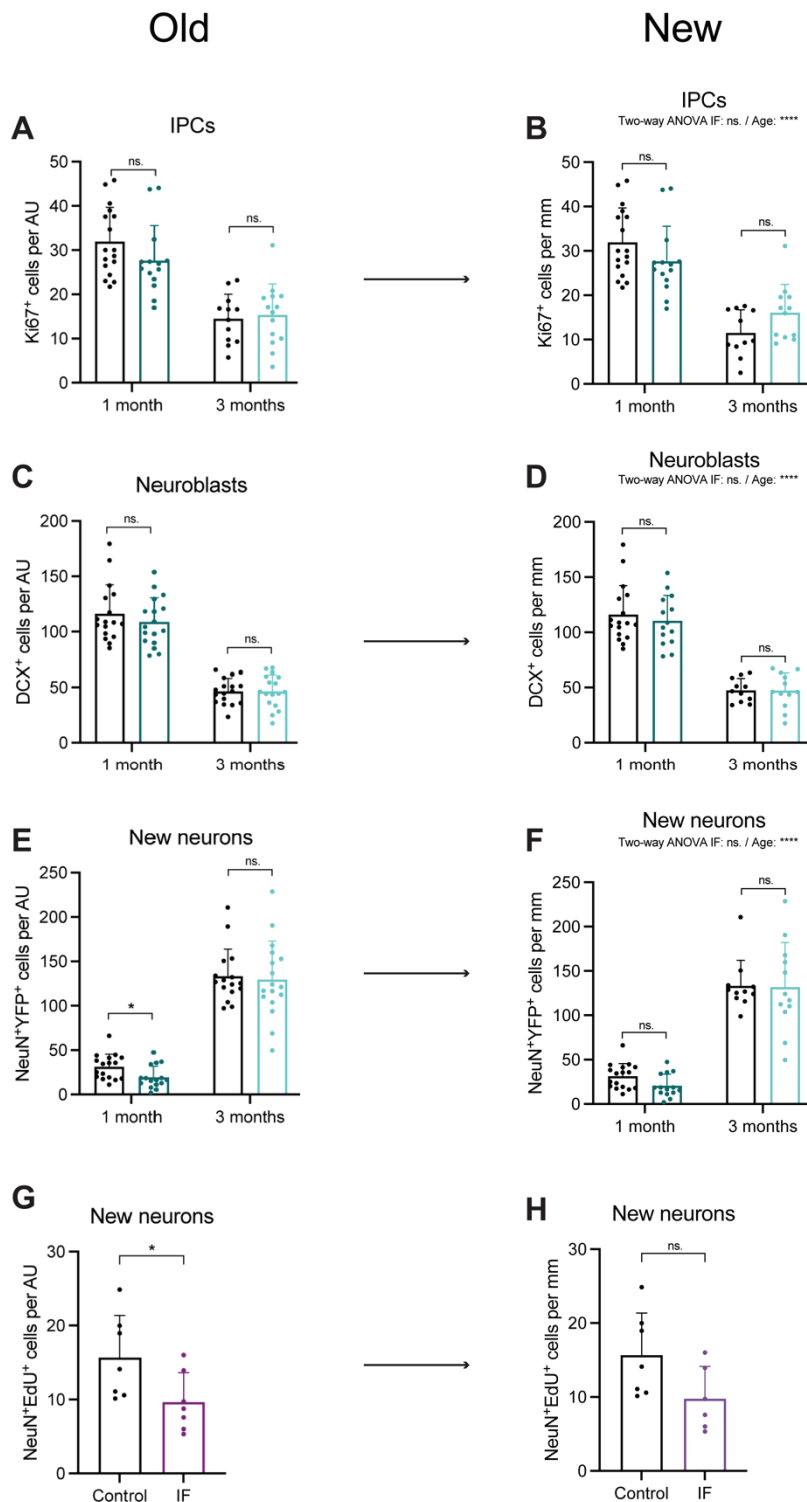 Old
New
A
IPCs
ns.
ns.
Ki67⁺ cells per AU
50
40
30
20
10
0
1 month
3 months
B
IPCs
Two-way ANOVA IF: ns. / Age: ****
ns.
ns.
Ki67⁺ cells per mm
50
40
30
20
10
0
1 month
3 months
C
Neuroblasts
ns.
ns.
DCX⁺ cells per AU
200
150
100
50
0
1 month
3 months
D
Neuroblasts
Two-way ANOVA IF: ns. / Age: ****
ns.
ns.
DCX⁺ cells per mm
200
150
100
50
0
1 month
3 months
E
New neurons
ns.
*
NeuN⁺YFP⁺ cells per AU
250
200
150
100
50
0
1 month
3 months
F
New neurons
Two-way ANOVA IF: ns. / Age: ****
ns.
ns.
NeuN⁺YFP⁺ cells per mm
250
200
150
100
50
0
1 month
3 months
G
New neurons
*
NeuN⁺EdU⁺ cells per AU
30
20
10
0
Control
IF
H
New neurons
ns.
NeuN⁺EdU⁺ cells per mm
30
20
10
0
Control
IF